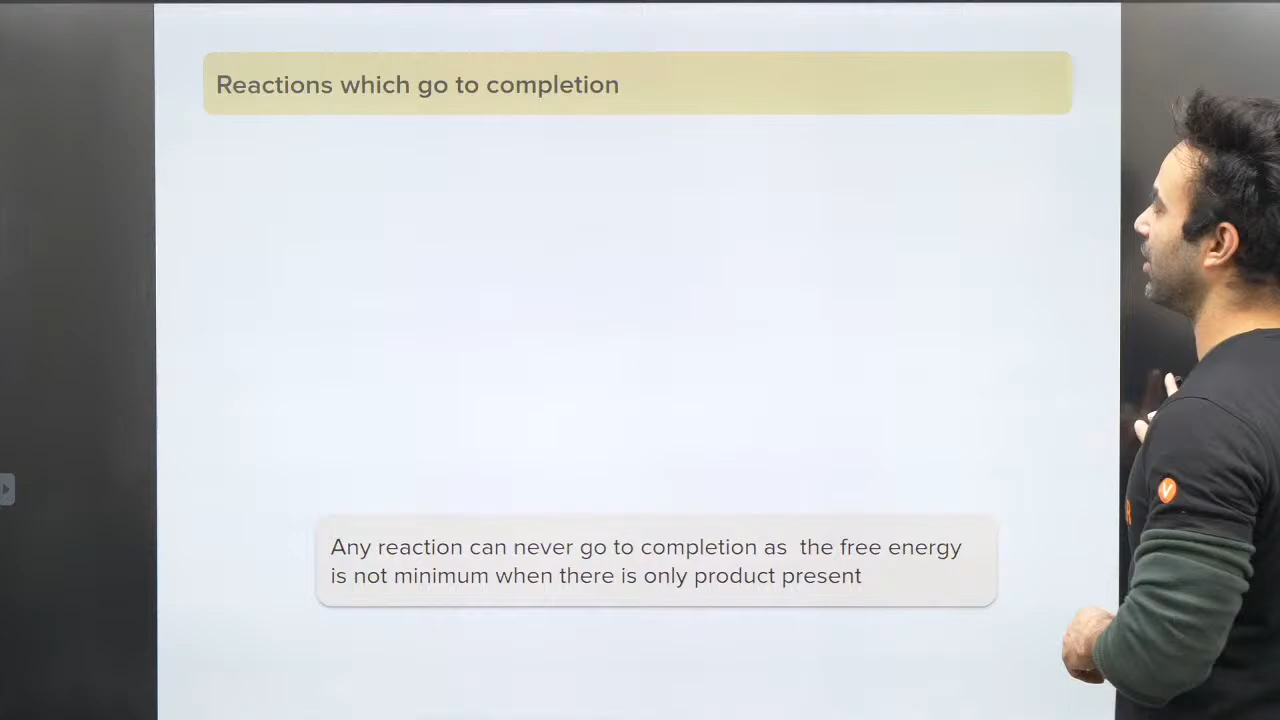 Reactions which go to completion
Any reaction can never go to completion as  the free energy
is not minimum when there is only product present